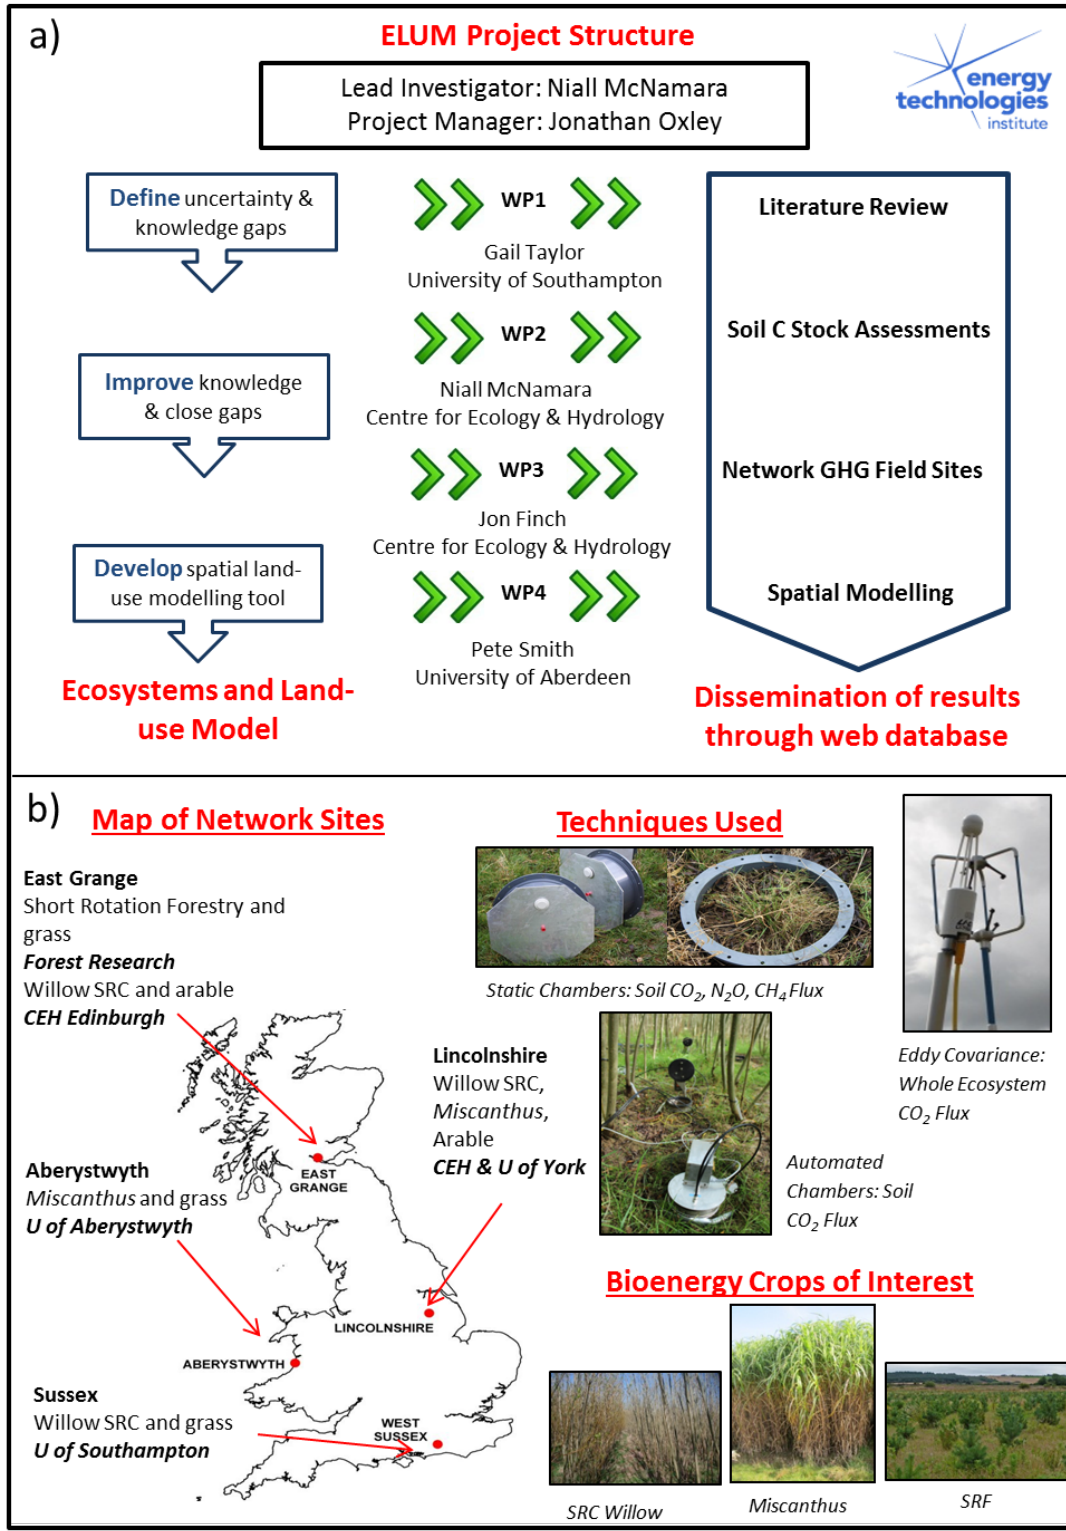 a)
ELUM Project Structure
energy
technologies
institute
Lead Investigator: Niall McNamara
Project Manager: Jonathan Oxley
Define uncertainty &
knowledge gaps
WP1
Gail Taylor
University of Southampton
Literature Review
WP2
Niall McNamara
Centre for Ecology & Hydrology
Soil C Stock Assessments
Improve knowledge
& close gaps
WP3
Jon Finch
Centre for Ecology & Hydrology
Network GHG Field Sites
Develop spatial land-
use modelling tool
WP4
Pete Smith
University of Aberdeen
Spatial Modelling
Ecosystems and Land-
use Model
Dissemination of results
through web database
b)
Map of Network Sites
East Grange
Short Rotation Forestry and
grass
Forest Research
Willow SRC and arable
CEH Edinburgh
Lincolnshire
Willow SRC,
Miscanthus,
Arable
CEH & U of York
Aberystwyth
Miscanthus and grass
U of Aberystwyth
Sussex
Willow SRC and grass
U of Southampton
EAST
GRANGE
LINCOLNSHIRE
ABERYSTWYTH
WEST
SUSSEX
Techniques Used
Static Chambers: Soil CO₂, N₂O, CH₄ Flux
Eddy Covariance:
Whole Ecosystem
CO₂ Flux
Automated
Chambers: Soil
CO₂ Flux
Bioenergy Crops of Interest
SRC Willow
Miscanthus
SRF